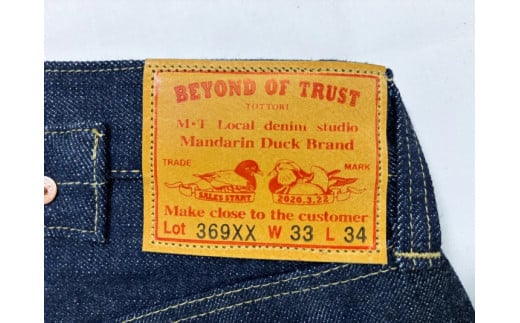 BEYOND OF TRUST
TOTTORI
M·T Local denim studio
Mandarin Duck Brand
TRADE MARK
SALES START 2020.3.22
Make close to the customer
Lot 369XX W 33 L 34